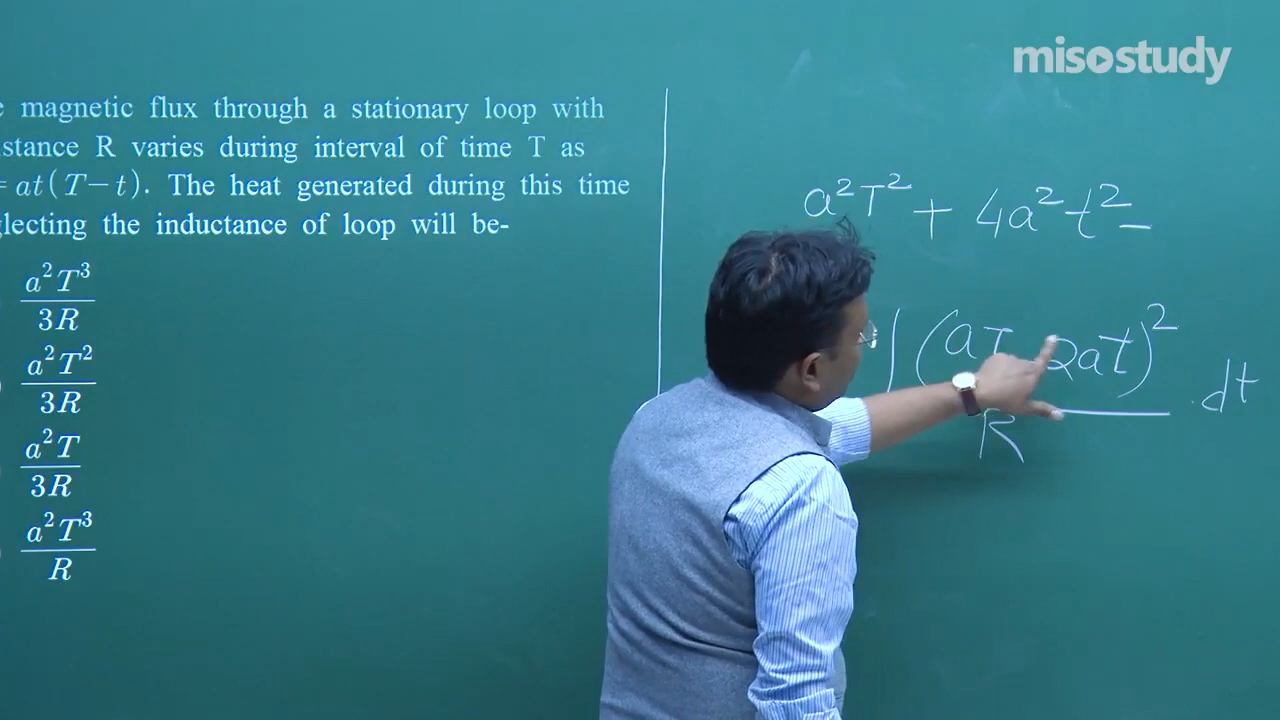 misostudy
e magnetic flux through a stationary loop with
istance R varies during interval of time T as
= at(T−t). The heat generated during this time
glecting the inductance of loop will be-
a²T³/3R
a²T²/3R
a²T/3R
a²T³/R
a²T² + 4a²t² −
∫ (aT 2at)²/R . dt